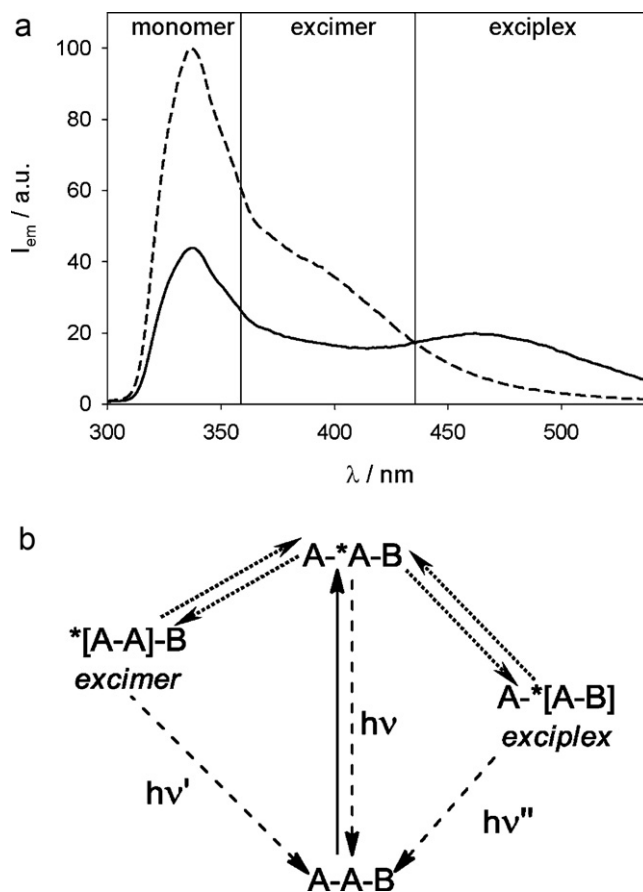 a
monomer excimer exciplex
100
80
60
40
20
0
I_em / a.u.
300 350 400 450 500
λ / nm
b
A-*A-B
*[A-A]-B
excimer
A-*[A-B]
exciplex
hν
hν'
hν''
A-A-B